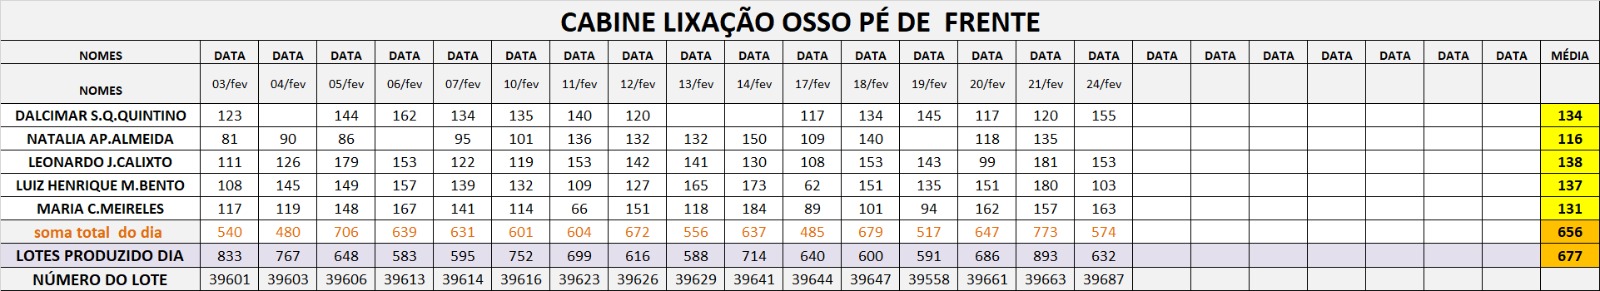 CABINE LIXAÇÃO OSSO PÉ DE FRENTE
NOMES DATA DATA DATA DATA DATA DATA DATA DATA DATA DATA DATA DATA DATA DATA DATA DATA DATA DATA DATA DATA DATA DATA DATA MÉDIA
NOMES 03/fev 04/fev 05/fev 06/fev 07/fev 10/fev 11/fev 12/fev 13/fev 14/fev 17/fev 18/fev 19/fev 20/fev 21/fev 24/fev
DALCIMAR S.Q.QUINTINO 123 144 162 134 135 140 120 117 134 145 117 120 155 134
NATALIA AP.ALMEIDA 81 90 86 95 101 136 132 132 150 109 140 118 135 116
LEONARDO J.CALIXTO 111 126 179 153 122 119 153 142 141 130 108 153 143 99 181 153 138
LUIZ HENRIQUE M.BENTO 108 145 149 157 139 132 109 127 165 173 62 151 135 151 180 103 137
MARIA C.MEIRELES 117 119 148 167 141 114 66 151 118 184 89 101 94 162 157 163 131
soma total do dia 540 480 706 639 631 601 604 672 556 637 485 679 517 647 773 574 656
LOTES PRODUZIDO DIA 833 767 648 583 595 752 699 616 588 714 640 600 591 686 893 632 677
NÚMERO DO LOTE 39601 39603 39606 39613 39614 39616 39623 39626 39629 39641 39644 39647 39558 39661 39663 39687